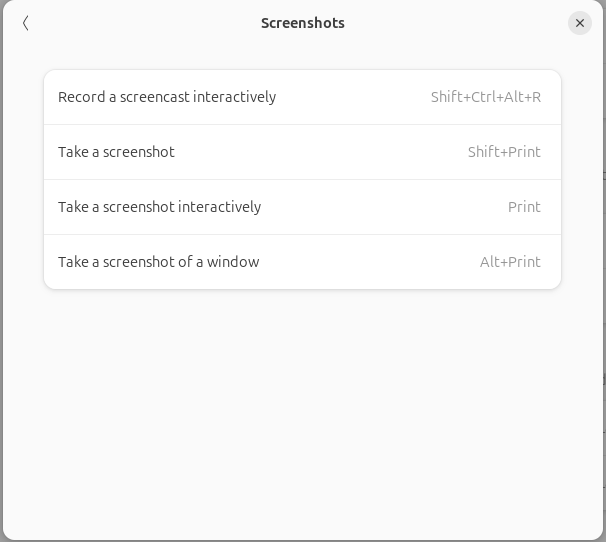 Screenshots
Record a screencast interactively Shift+Ctrl+Alt+R
Take a screenshot Shift+Print
Take a screenshot interactively Print
Take a screenshot of a window Alt+Print